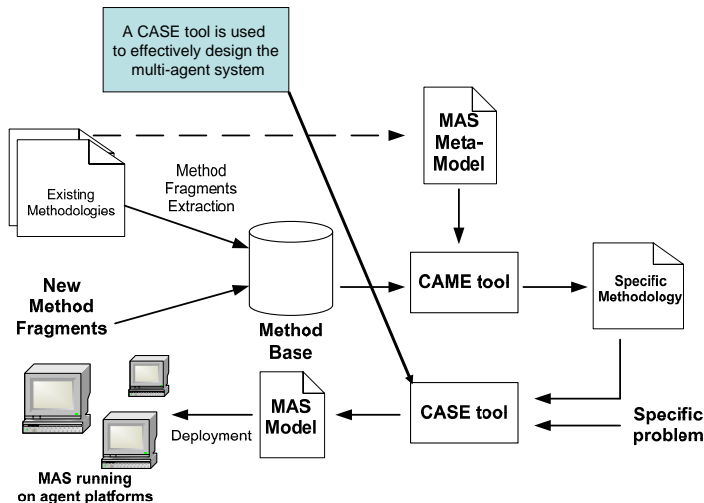 A CASE tool is used
to effectively design the
multi-agent system
MAS
Meta-
Model
Existing
Methodologies
Method
Fragments
Extraction
New
Method
Fragments
Method
Base
CAME tool
Specific
Methodology
MAS
Model
CASE tool
Specific
problem
Deployment
MAS running
on agent platforms